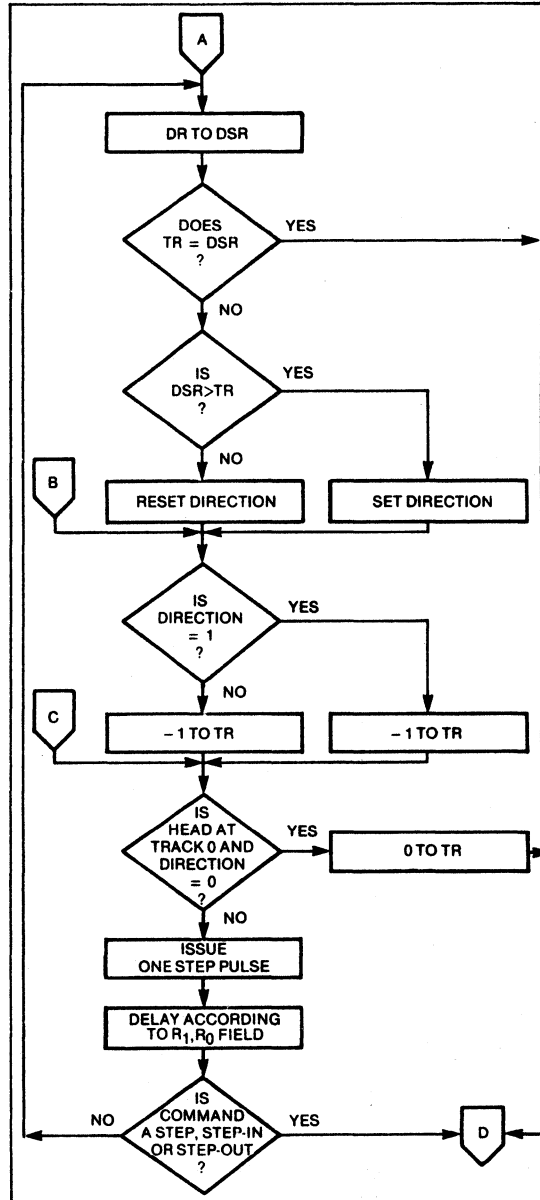 A
DR TO DSR
DOES
TR = DSR
?
YES
NO
IS
DSR>TR
?
YES
NO
B
RESET DIRECTION
SET DIRECTION
IS
DIRECTION
= 1
?
YES
NO
C
– 1 TO TR
– 1 TO TR
IS
HEAD AT
TRACK 0 AND
DIRECTION
= 0
?
YES
0 TO TR
NO
ISSUE
ONE STEP PULSE
DELAY ACCORDING
TO R1,R0 FIELD
IS
COMMAND
A STEP, STEP-IN
OR STEP-OUT
?
NO
YES
D